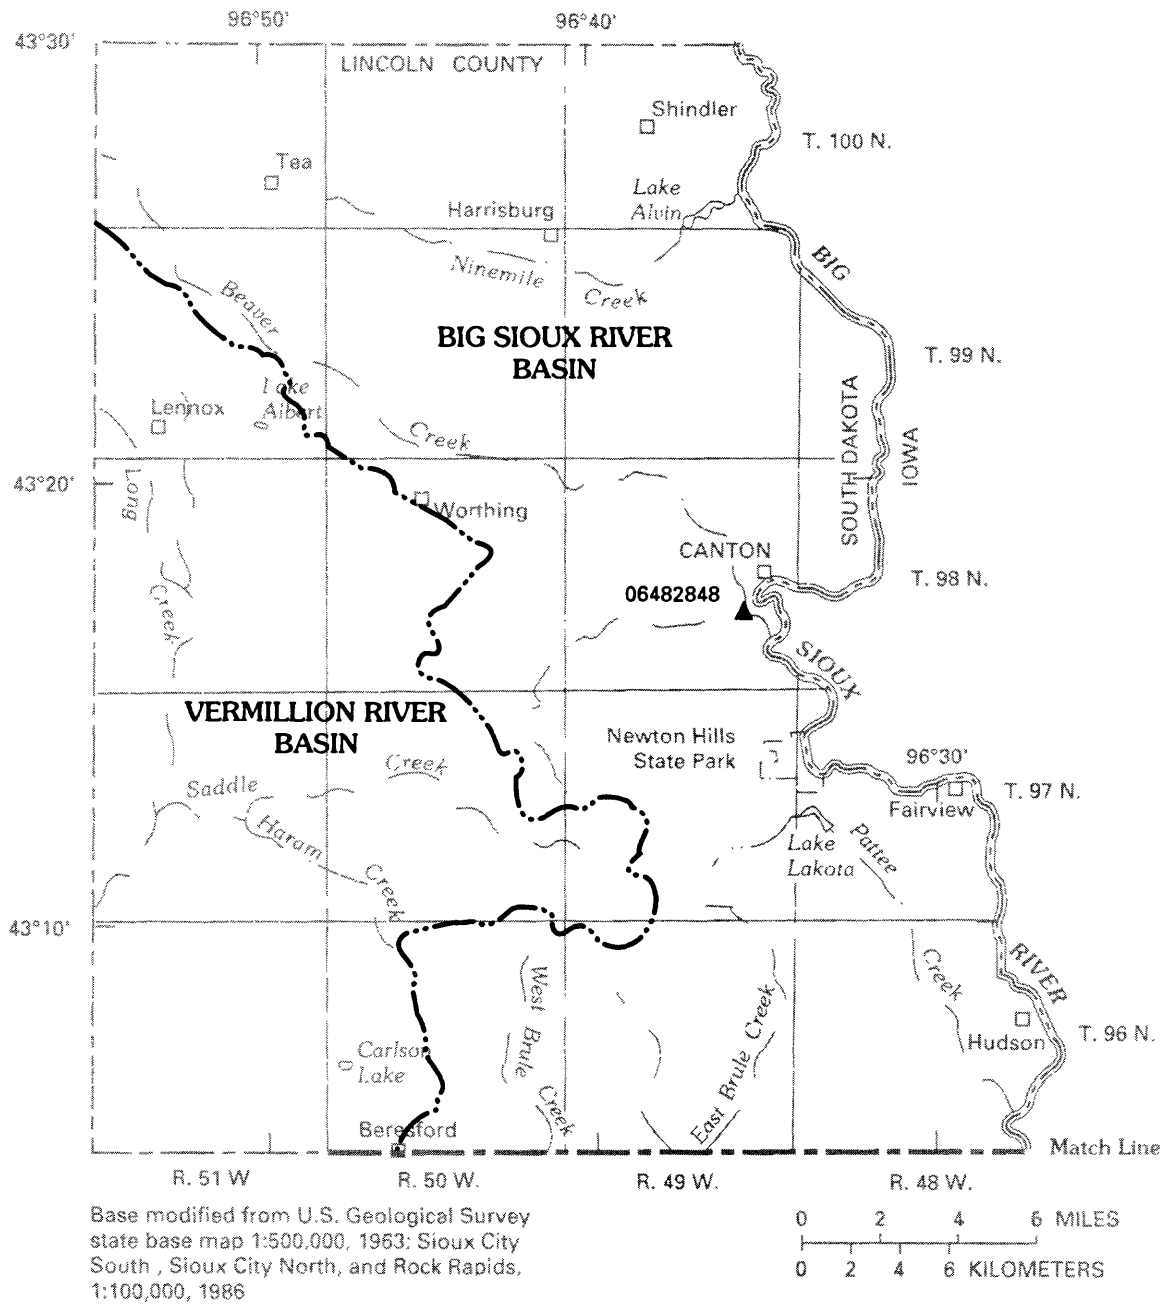 96°50'
96°40'
43°30'
LINCOLN COUNTY
Shindler
T. 100 N.
Tea
Lake
Alvin
Harrisburg
BIG
Ninemile
Creek
Beaver
BIG SIOUX RIVER
BASIN
T. 99 N.
Lake
Albert
Lennox
SOUTH DAKOTA
IOWA
Creek
43°20'
Long
Worthing
CANTON
T. 98 N.
06482848
Creek
SIOUX
VERMILLION RIVER
BASIN
Newton Hills
State Park
96°30'
Creek
Saddle
T. 97 N.
Fairview
Haram
Lake
Lakota
Pattee
Creek
43°10'
West Brule
Creek
East Brule Creek
Creek
RIVER
Hudson
T. 96 N.
Carlson
Lake
Beresford
Match Line
R. 51 W
R. 50 W.
R. 49 W.
R. 48 W.
Base modified from U.S. Geological Survey
state base map 1:500,000, 1963; Sioux City
South , Sioux City North, and Rock Rapids,
1:100,000, 1986
0 2 4 6 MILES
0 2 4 6 KILOMETERS